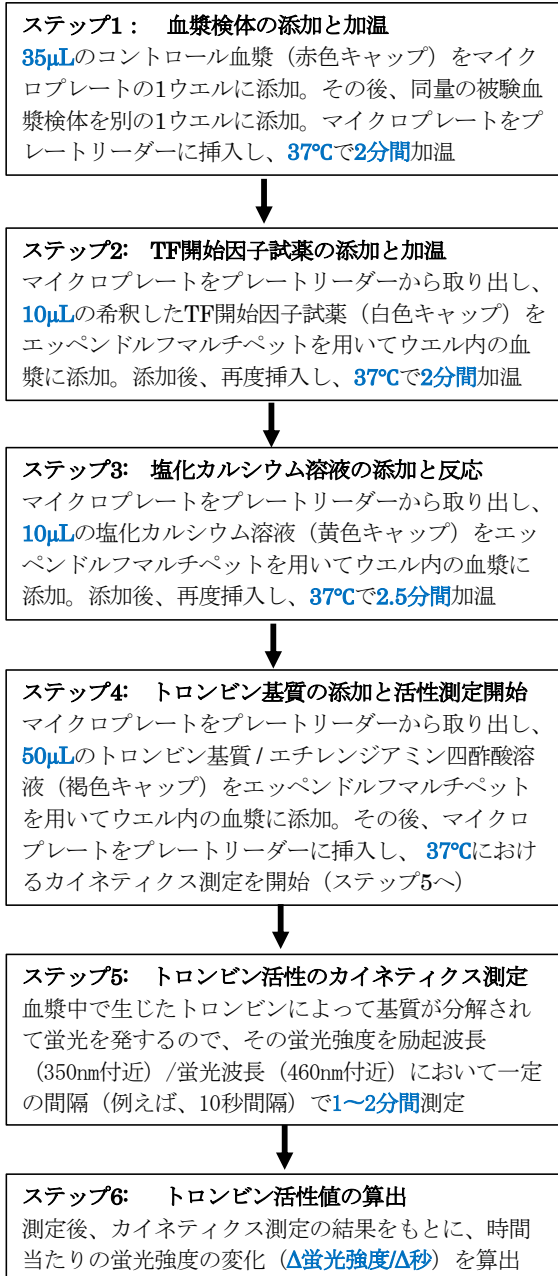 ステップ1： 血漿検体の添加と加温
35μLのコントロール血漿（赤色キャップ）をマイク
ロプレートの1ウエルに添加。その後、同量の被験血
漿検体を別の1ウエルに添加。マイクロプレートをプ
レートリーダーに挿入し、37℃で2分間加温
ステップ2: TF開始因子試薬の添加と加温
マイクロプレートをプレートリーダーから取り出し、
10μLの希釈したTF開始因子試薬（白色キャップ）を
エッペンドルフマルチペットを用いてウエル内の血
漿に添加。添加後、再度挿入し、37℃で2分間加温
ステップ3: 塩化カルシウム溶液の添加と反応
マイクロプレートをプレートリーダーから取り出し、
10μLの塩化カルシウム溶液（黄色キャップ）をエッ
ペンドルフマルチペットを用いてウエル内の血漿に
添加。添加後、再度挿入し、37℃で2.5分間加温
ステップ4: トロンビン基質の添加と活性測定開始
マイクロプレートをプレートリーダーから取り出し、
50μLのトロンビン基質 / エチレンジアミン四酢酸溶
液（褐色キャップ）をエッペンドルフマルチペット
を用いてウエル内の血漿に添加。その後、マイクロ
プレートをプレートリーダーに挿入し、 37℃におけ
るカイネティクス測定を開始（ステップ5へ）
ステップ5: トロンビン活性のカイネティクス測定
血漿中で生じたトロンビンによって基質が分解され
て蛍光を発するので、その蛍光強度を励起波長
（350nm付近）/蛍光波長（460nm付近）において一定
の間隔（例えば、10秒間隔）で1～2分間測定
ステップ6: トロンビン活性値の算出
測定後、カイネティクス測定の結果をもとに、時間
当たりの蛍光強度の変化（Δ蛍光強度/Δ秒）を算出